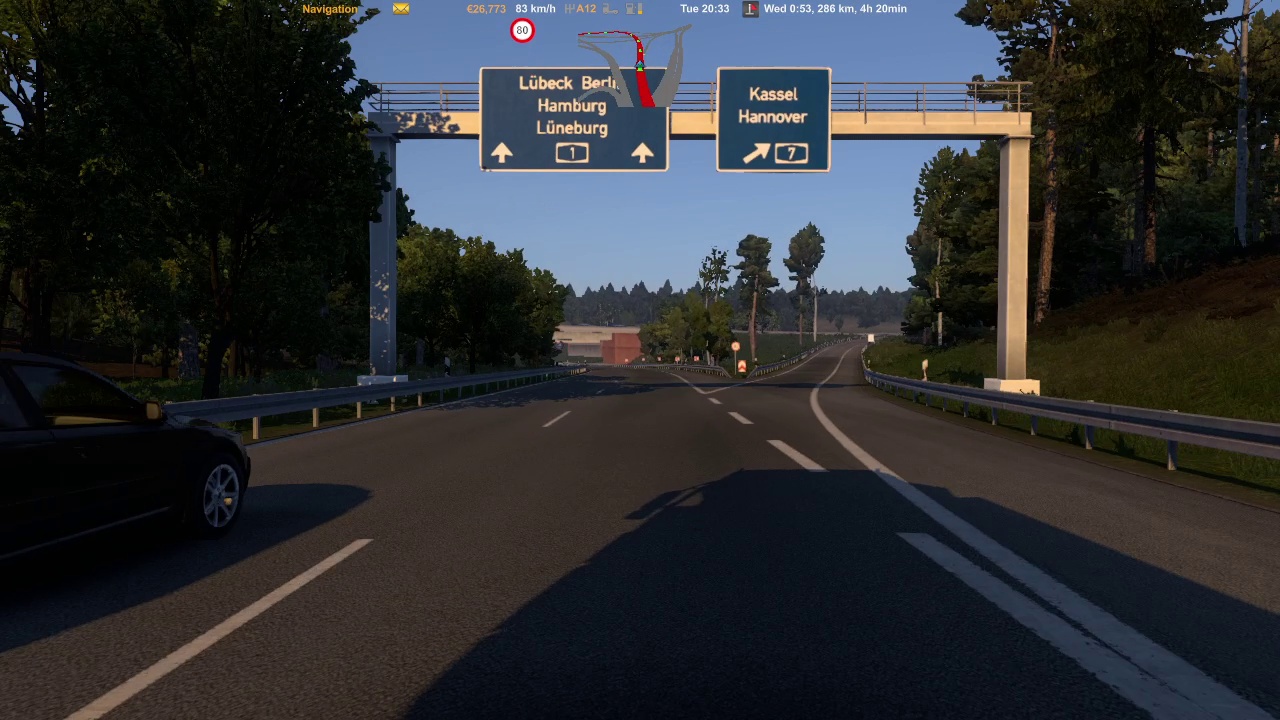 Navigation
€26,773 83 km/h A12
Tue 20:33
Wed 0:53, 286 km, 4h 20min
80
Lübeck
Hamburg
Lüneburg
1
Kassel
Hannover
7